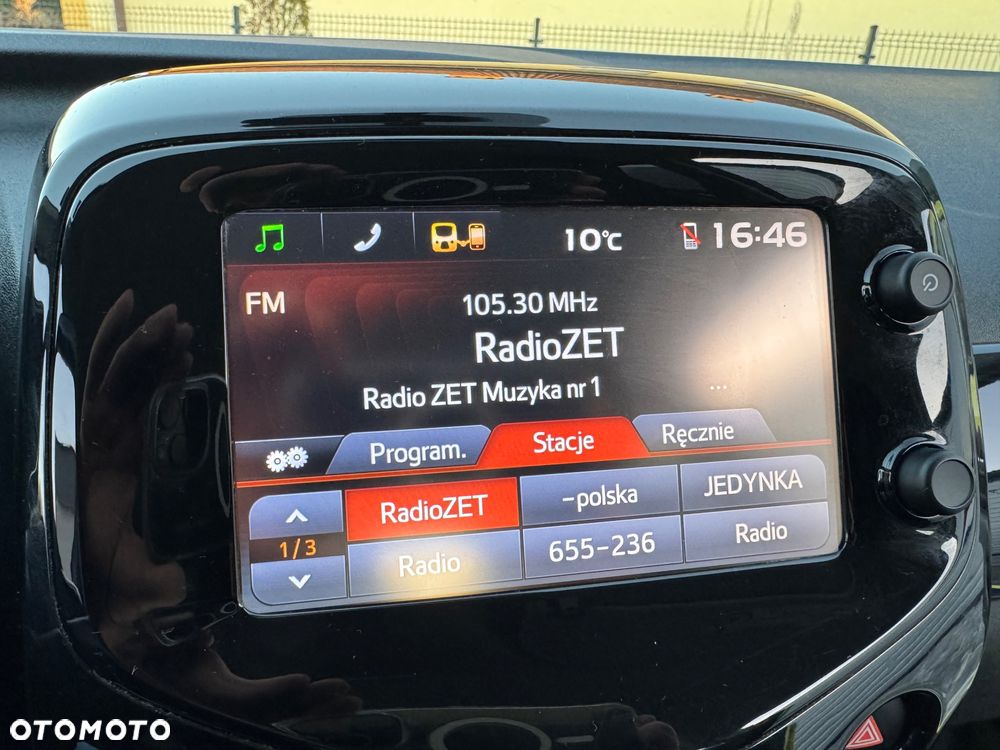 10°C 16:46
FM
105.30 MHz
RadioZET
Radio ZET Muzyka nr 1 ...
Program. Stacje Ręcznie
RadioZET -polska JEDYNKA
1/3
Radio 655-236 Radio
OTOMOTO